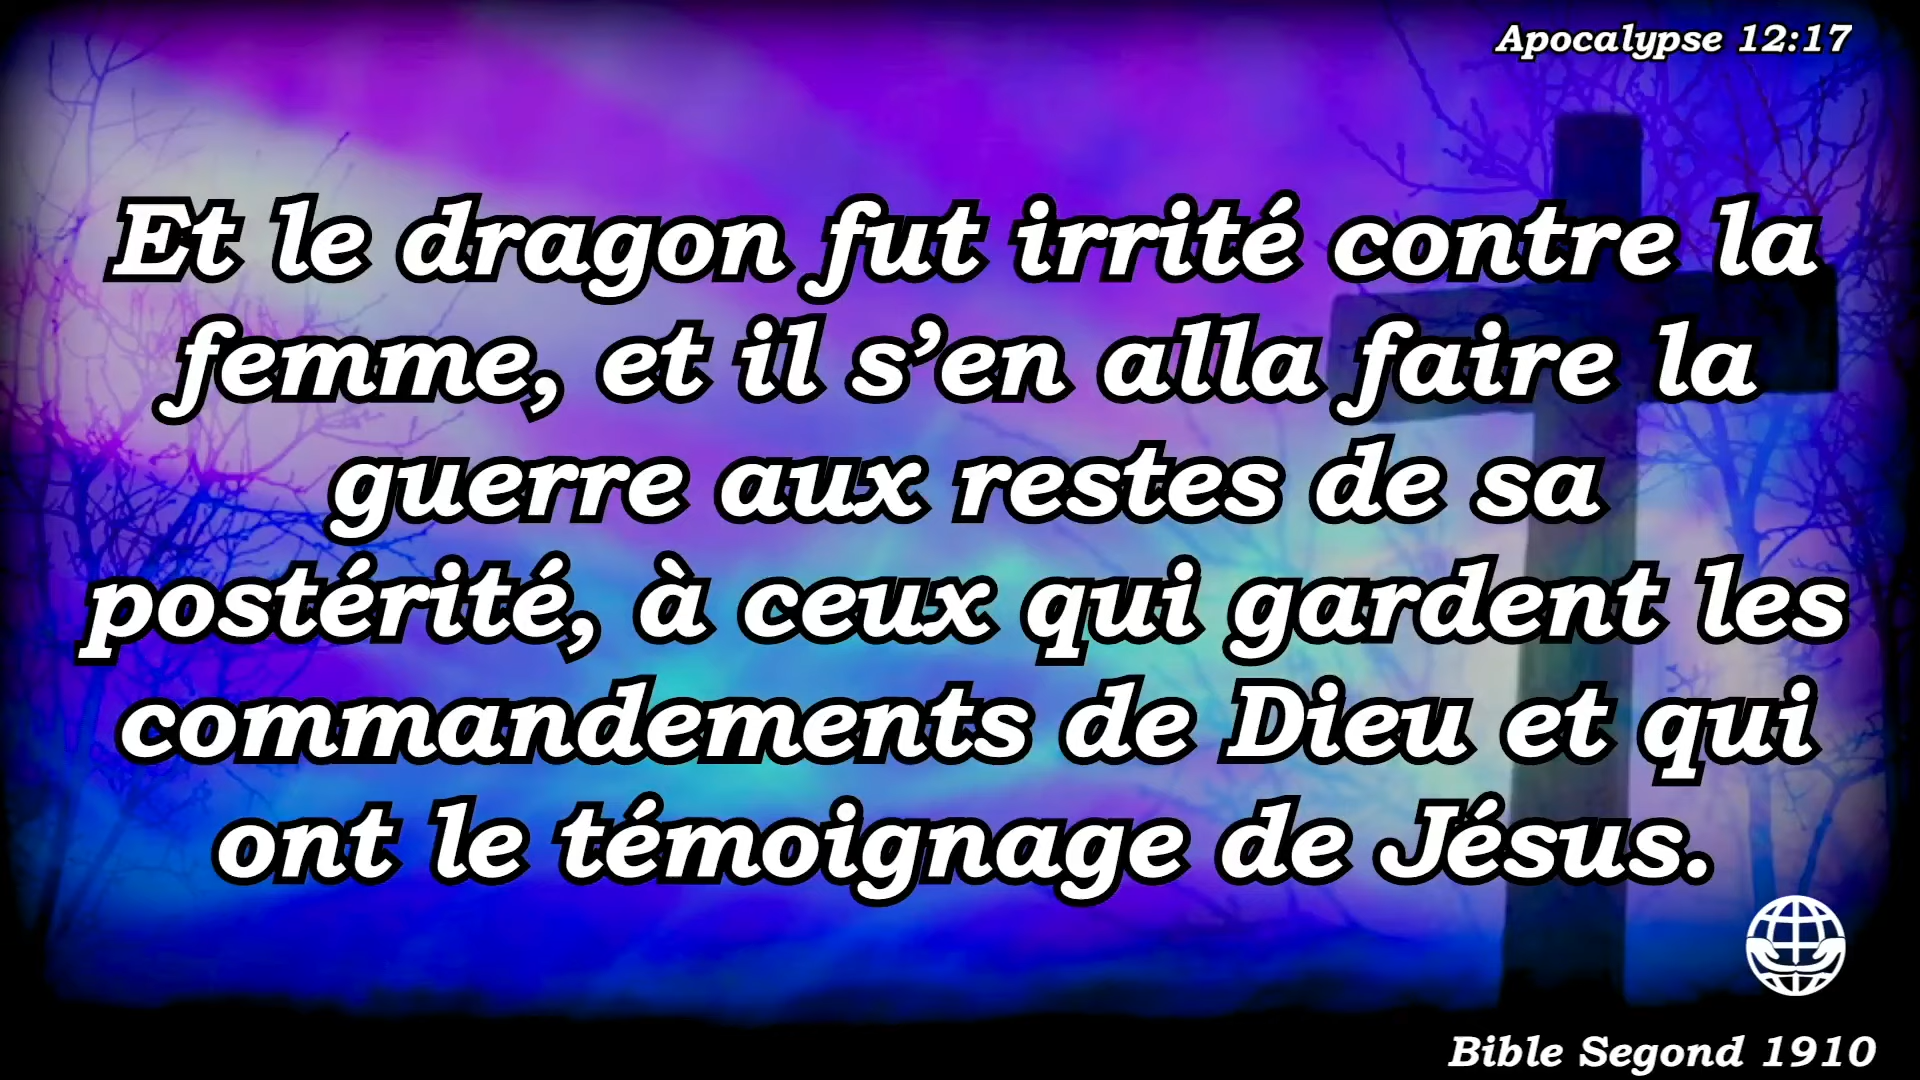 Apocalypse 12:17
Et le dragon fut irrité contre la
femme, et il s’en alla faire la
guerre aux restes de sa
postérité, à ceux qui gardent les
commandements de Dieu et qui
ont le témoignage de Jésus.
Bible Segond 1910